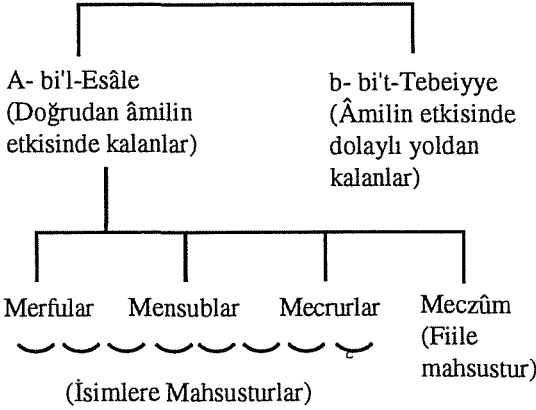 A- bi'l-Esâle
(Doğrudan âmilin
etkisinde kalanlar)
b- bi't-Tebeiyye
(Âmilin etkisinde
dolaylı yoldan
kalanlar)
Merfular Mensublar Mecrurlar Meczûm
(Fiile
mahsustur)
(İsimlere Mahsusturlar)